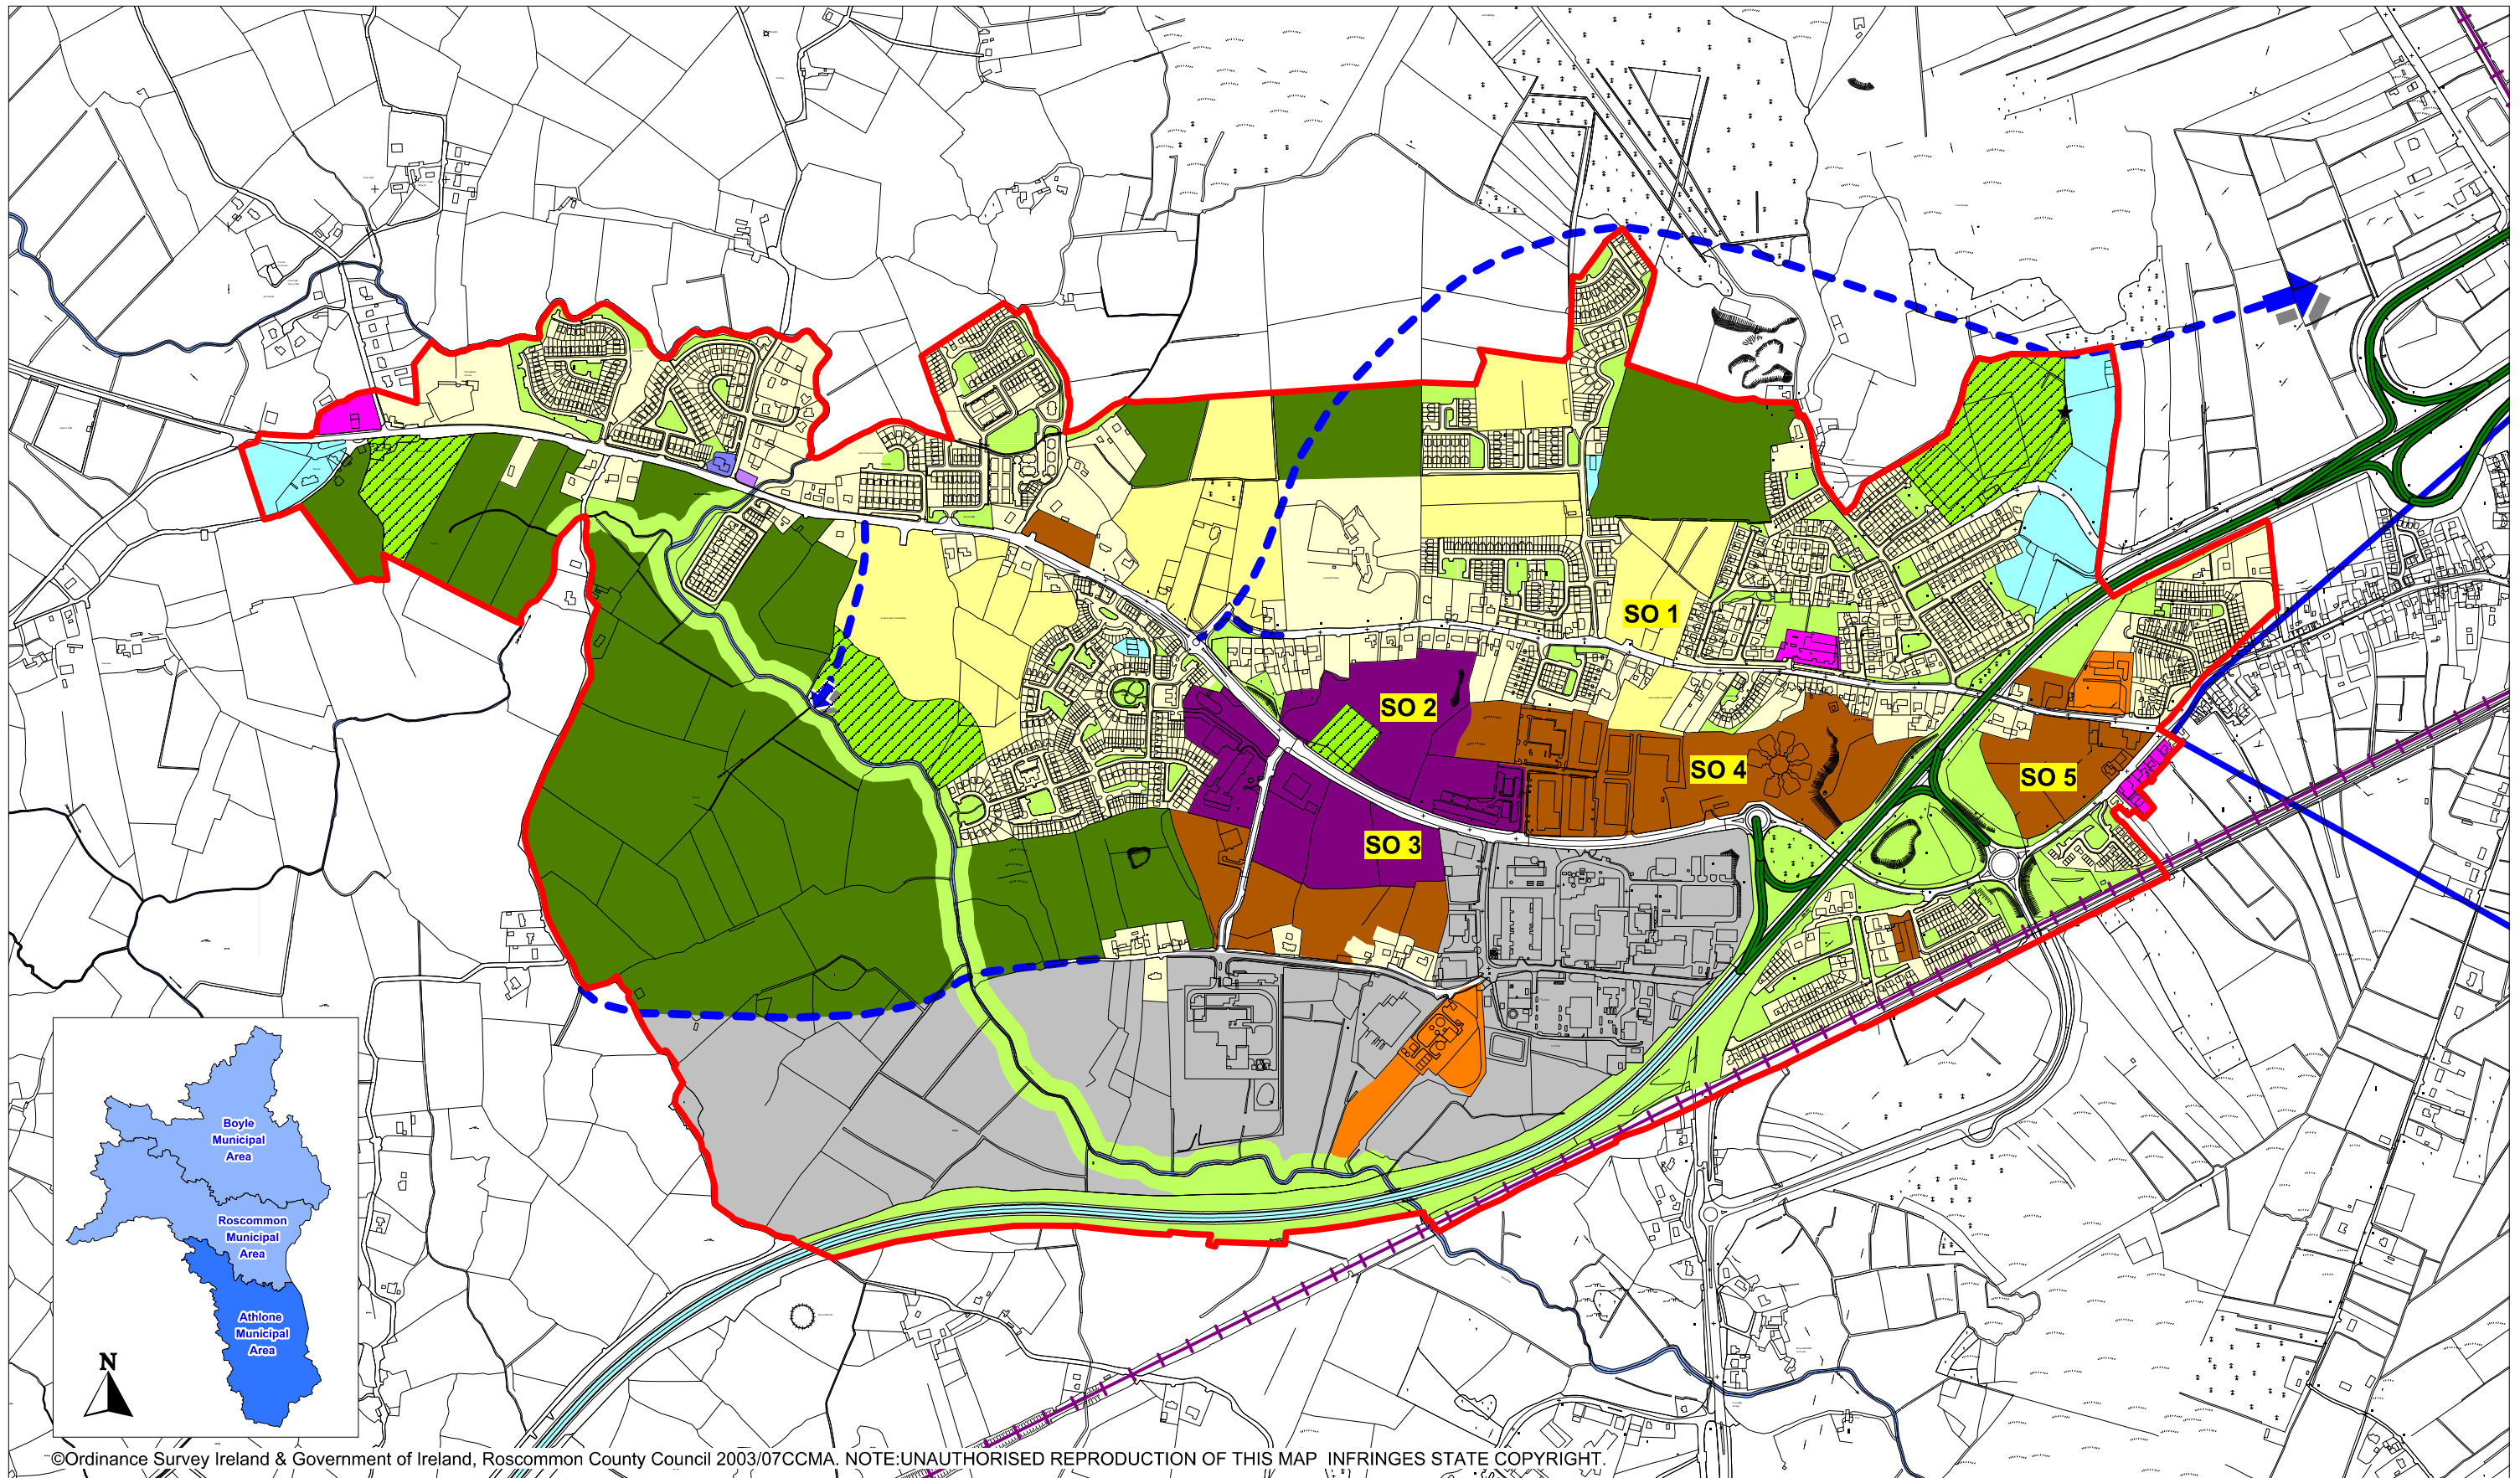 SO 1
SO 2
SO 4
SO 5
SO 3
Boyle
Municipal
Area
Roscommon
Municipal
Area
Athlone
Municipal
Area
N
©Ordinance Survey Ireland & Government of Ireland, Roscommon County Council 2003/07CCMA. NOTE:UNAUTHORISED REPRODUCTION OF THIS MAP INFRINGES STATE COPYRIGHT.